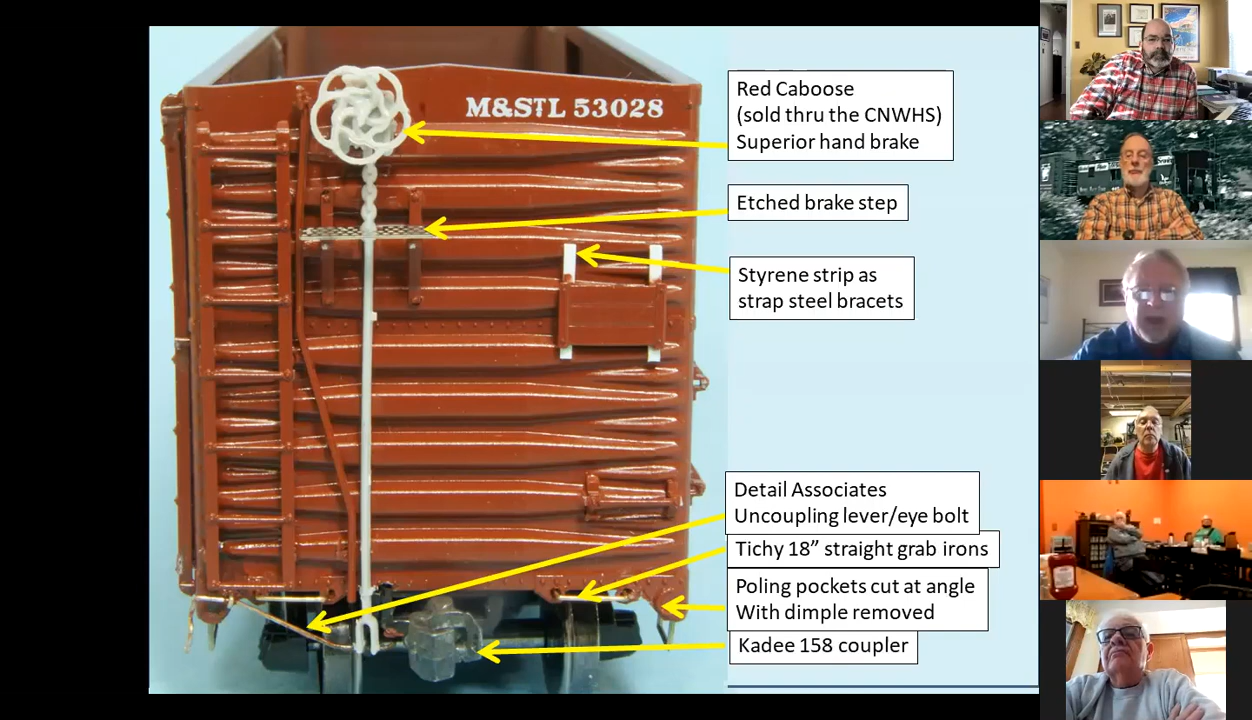 M&STL 53028
Red Caboose
(sold thru the CNWHS)
Superior hand brake
Etched brake step
Styrene strip as
strap steel bracets
Detail Associates
Uncoupling lever/eye bolt
Tichy 18” straight grab irons
Poling pockets cut at angle
With dimple removed
Kadee 158 coupler